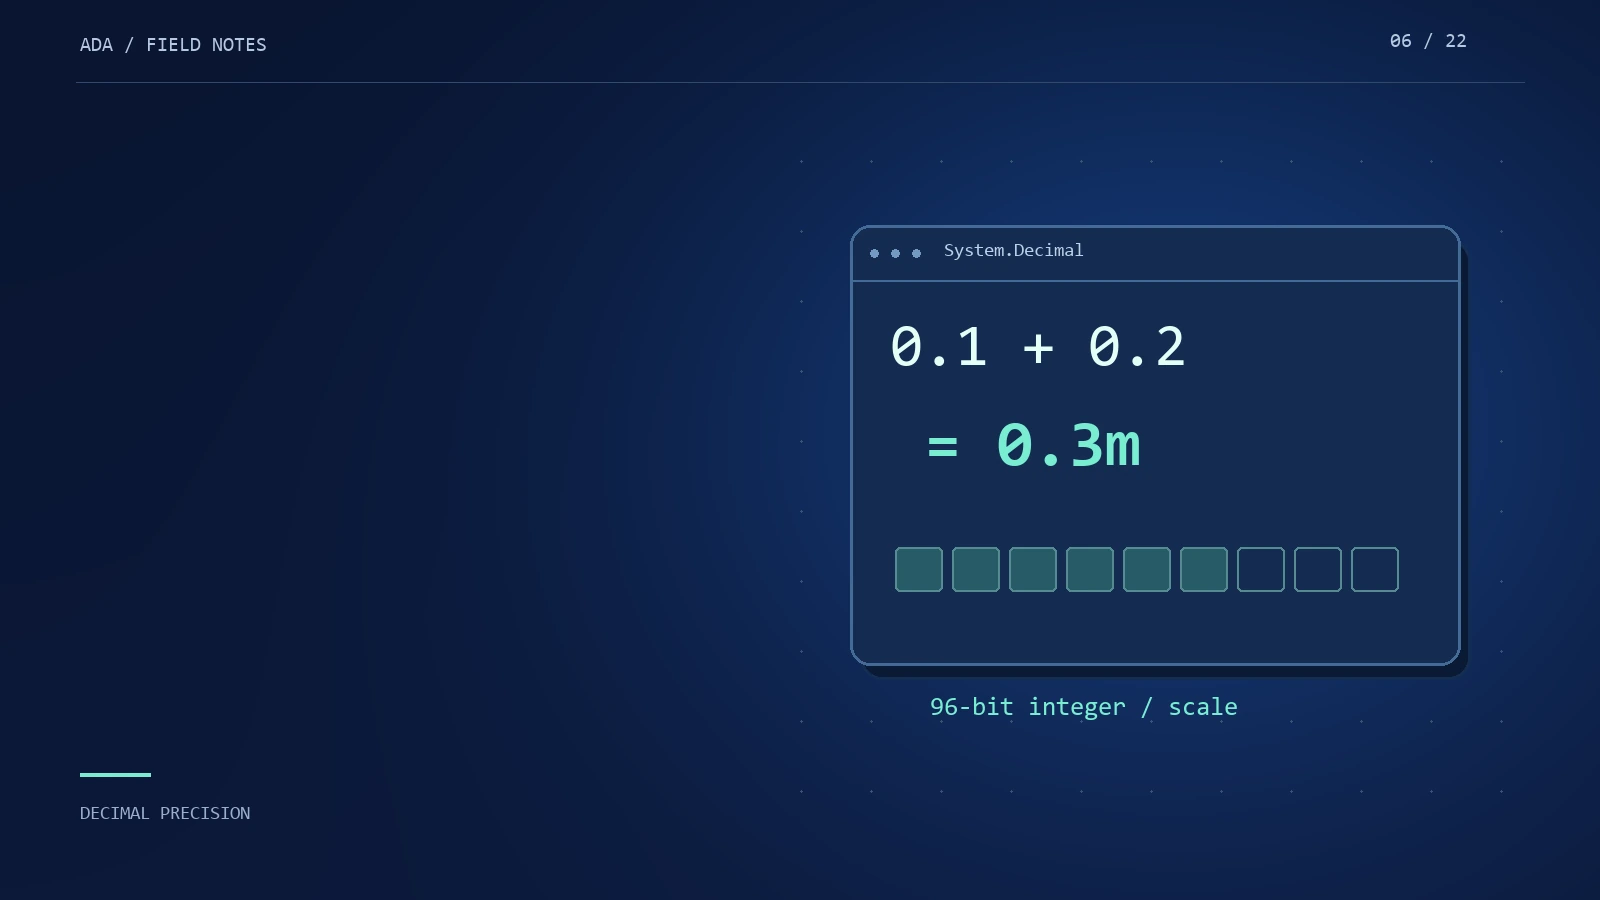 ADA / FIELD NOTES
06 / 22
System.Decimal
0.1 + 0.2
= 0.3m
96-bit integer / scale
DECIMAL PRECISION